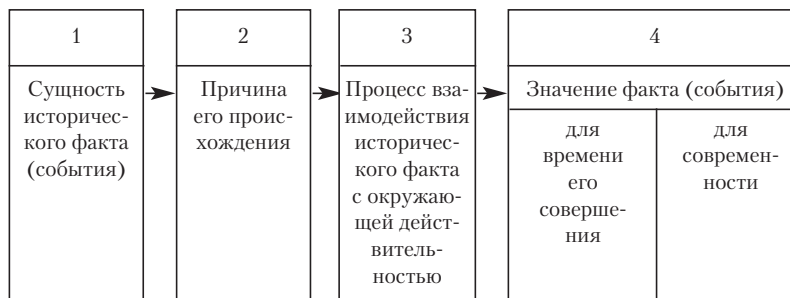 1
Сущность
историчес-
кого факта
(события)
2
Причина
его проис-
хождения
3
Процесс вза-
имодействия
историчес-
кого факта
с окружаю-
щей дейст-
витель-
ностью
4
Значение факта (события)
для
времени
его
соверше-
ния
для
современ-
ности